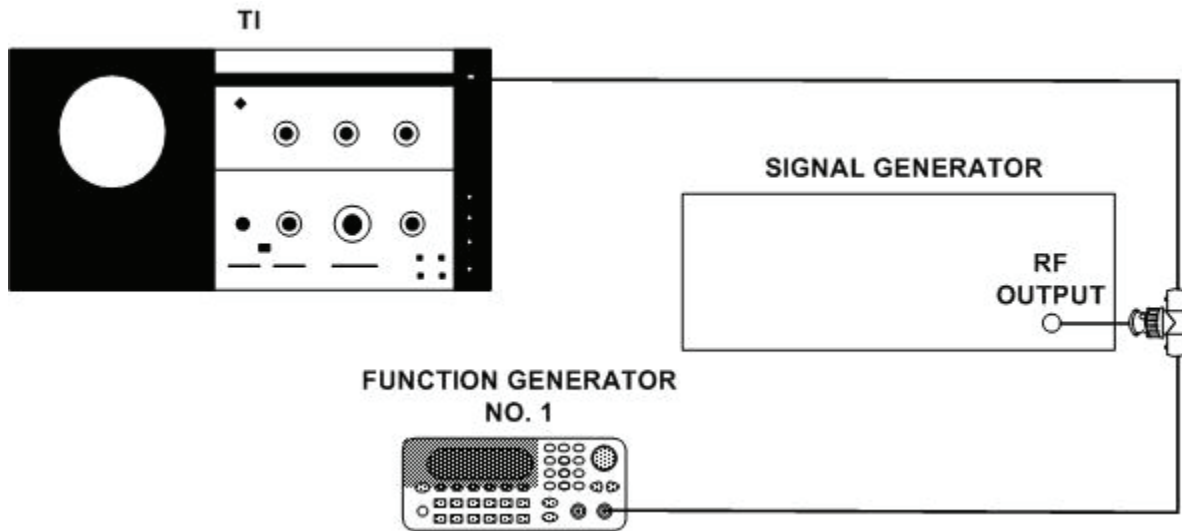 TI
SIGNAL GENERATOR
RF
OUTPUT
FUNCTION GENERATOR
NO. 1